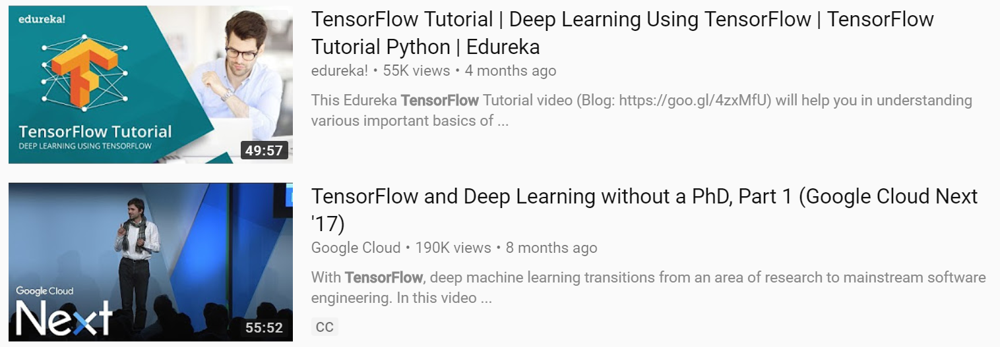 edureka!
TensorFlow Tutorial
DEEP LEARNING USING TENSORFLOW
49:57
TensorFlow Tutorial | Deep Learning Using TensorFlow | TensorFlow
Tutorial Python | Edureka
edureka! • 55K views • 4 months ago
This Edureka TensorFlow Tutorial video (Blog: https://goo.gl/4zxMfU) will help you in understanding
various important basics of ...
Google Cloud
Next
55:52
TensorFlow and Deep Learning without a PhD, Part 1 (Google Cloud Next
'17)
Google Cloud • 190K views • 8 months ago
With TensorFlow, deep machine learning transitions from an area of research to mainstream software
engineering. In this video ...
CC